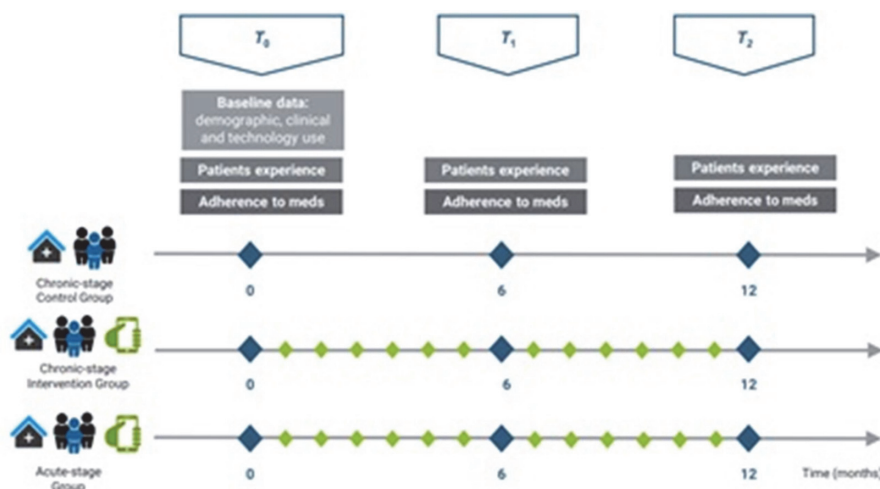 T0 T1 T2
Baseline data:
demographic, clinical
and technology use
Patients experience Patients experience Patients experience
Adherence to meds Adherence to meds Adherence to meds
Chronic-stage
Control Group
0 6 12
Chronic-stage
Intervention Group
0 6 12
Acute-stage
Group
0 6 12 Time (months)